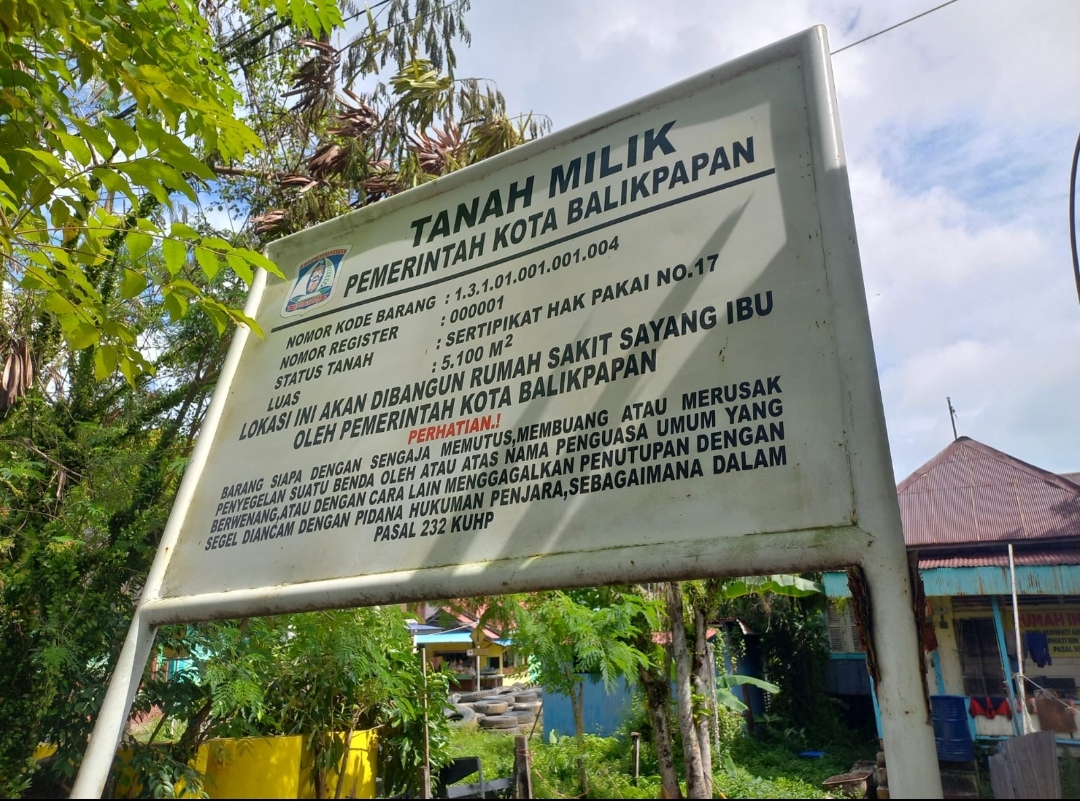 TANAH MILIK
PEMERINTAH KOTA BALIKPAPAN
NOMOR KODE BARANG : 1.3.1.01.001.001.004
NOMOR REGISTER : 000001
STATUS TANAH : SERTIPIKAT HAK PAKAI NO.17
LUAS : 5,100 M2
LOKASI INI AKAN DIBANGUN RUMAH SAKIT SAYANG IBU
OLEH PEMERINTAH KOTA BALIKPAPAN
PERHATIAN.!
BARANG SIAPA DENGAN SENGAJA MEMUTUS,MEMBUANG ATAU MERUSAK
PENYEGELAN SUATU BENDA OLEH ATAU ATAS NAMA PENGUASA UMUM YANG
BERWENANG,ATAU DENGAN CARA LAIN MENGGAGALKAN PENUTUPAN DENGAN
SEGEL DIANCAM DENGAN PIDANA HUKUMAN PENJARA,SEBAGAIMANA DALAM
PASAL 232 KUHP
RUMAH
PASAL